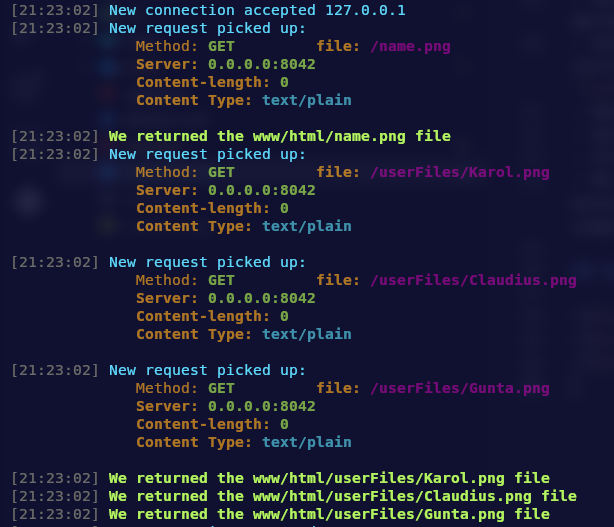 [21:23:02] New connection accepted 127.0.0.1
[21:23:02] New request picked up:
Method: GET file: /name.png
Server: 0.0.0.0:8042
Content-length: 0
Content Type: text/plain
[21:23:02] We returned the www/html/name.png file
[21:23:02] New request picked up:
Method: GET file: /userFiles/Karol.png
Server: 0.0.0.0:8042
Content-length: 0
Content Type: text/plain
[21:23:02] New request picked up:
Method: GET file: /userFiles/Claudius.png
Server: 0.0.0.0:8042
Content-length: 0
Content Type: text/plain
[21:23:02] New request picked up:
Method: GET file: /userFiles/Gunta.png
Server: 0.0.0.0:8042
Content-length: 0
Content Type: text/plain
[21:23:02] We returned the www/html/userFiles/Karol.png file
[21:23:02] We returned the www/html/userFiles/Claudius.png file
[21:23:02] We returned the www/html/userFiles/Gunta.png file